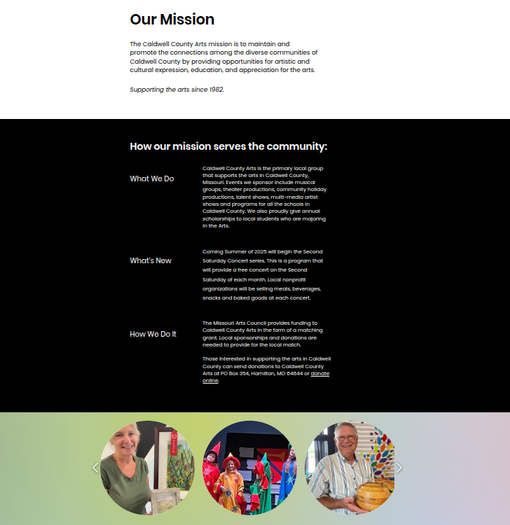 Our Mission
The Caldwell County Arts mission is to maintain and
promote the connections among the diverse communities of
Caldwell County by providing opportunities for artistic and
cultural expression, education, and appreciation for the arts.
Supporting the arts since 1982.
How our mission serves the community:
What We Do
Caldwell County Arts is the primary local group
that supports the arts in Caldwell County,
Missouri. Events we sponsor include musical
groups, theater productions, community holiday
productions, talent shows, multi-media artist
shows and programs for all the schools in
Caldwell County. We also proudly give annual
scholarships to local students who are majoring
in the Arts.
What's New
Coming Summer of 2025 will begin the Second
Saturday Concert series. This is a program that
will provide a free concert on the Second
Saturday of each month. Local nonprofit
organizations will be selling meals, beverages,
snacks and baked goods at each concert.
How We Do It
The Missouri Arts Council provides funding to
Caldwell County Arts in the form of a matching
grant. Local sponsorships and donations are
needed to provide for the local match.
Those interested in supporting the arts in Caldwell
County can send donations to Caldwell County
Arts at PO Box 354, Hamilton, MO 64644 or donate
online.